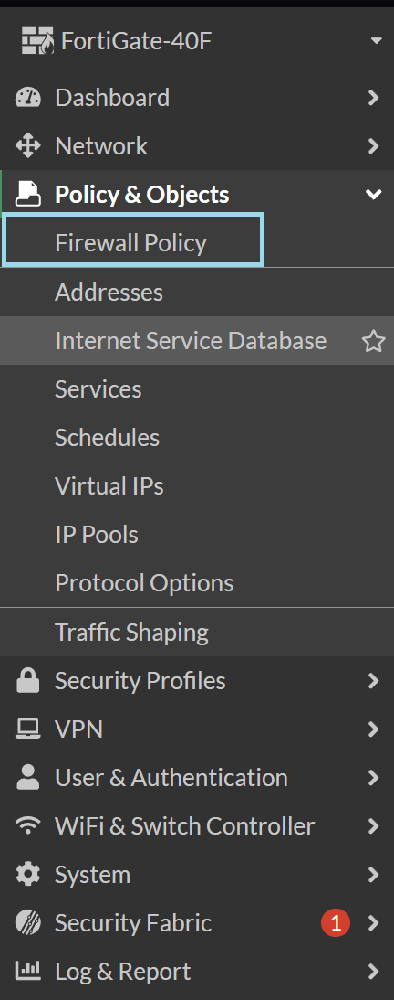 FortiGate-40F
Dashboard
Network
Policy & Objects
Firewall Policy
Addresses
Internet Service Database
Services
Schedules
Virtual IPs
IP Pools
Protocol Options
Traffic Shaping
Security Profiles
VPN
User & Authentication
WiFi & Switch Controller
System
Security Fabric 1
Log & Report